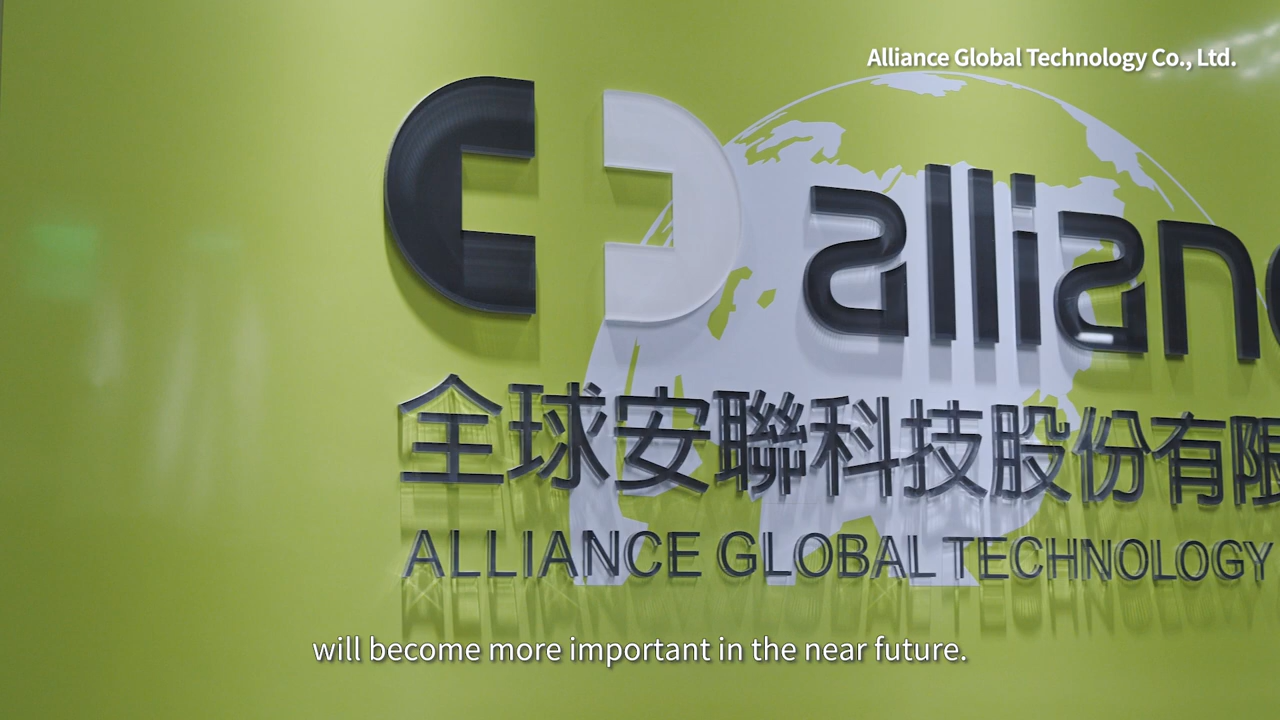 Alliance Global Technology Co., Ltd.
allianc
全球安聯科技股份有限
ALLIANCE GLOBAL TECHNOLOGY
will become more important in the near future.